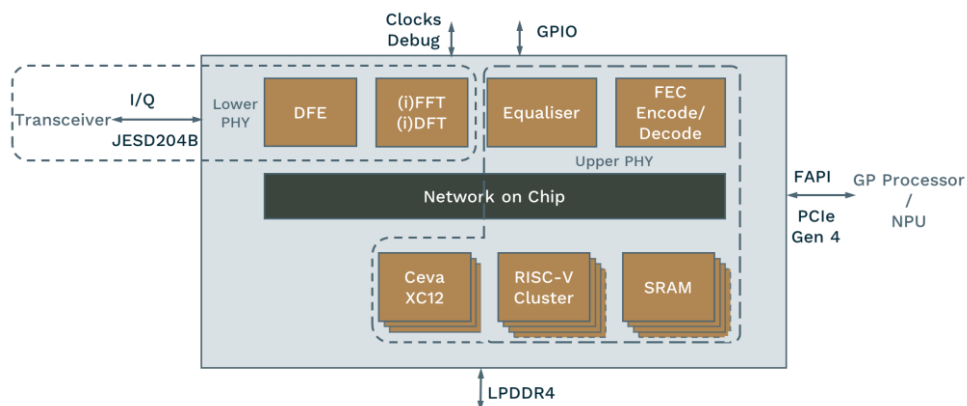 Clocks
Debug
GPIO
I/Q
Transceiver
JESD204B
Lower
PHY
DFE
(i)FFT
(i)DFT
Equaliser
FEC
Encode/
Decode
Upper PHY
Network on Chip
FAPI
PCIe
Gen 4
GP Processor
/
NPU
Ceva
XC12
RISC-V
Cluster
SRAM
LPDDR4